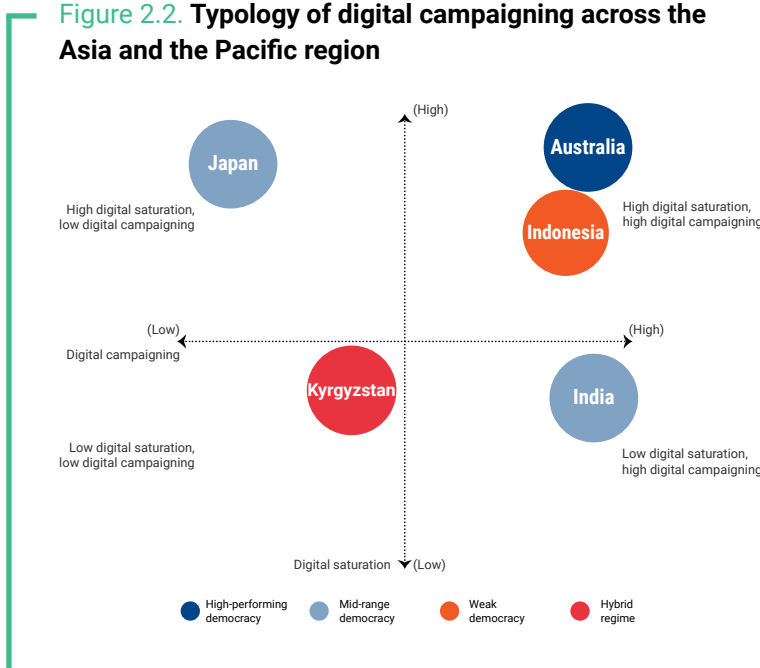 Figure 2.2. Typology of digital campaigning across the
Asia and the Pacific region
(High)
Japan
Australia
High digital saturation,
low digital campaigning
High digital saturation,
high digital campaigning
Indonesia
(Low)
(High)
Digital campaigning
Kyrgyzstan
India
Low digital saturation,
low digital campaigning
Low digital saturation,
high digital campaigning
Digital saturation
(Low)
High-performing
democracy
Mid-range
democracy
Weak
democracy
Hybrid
regime